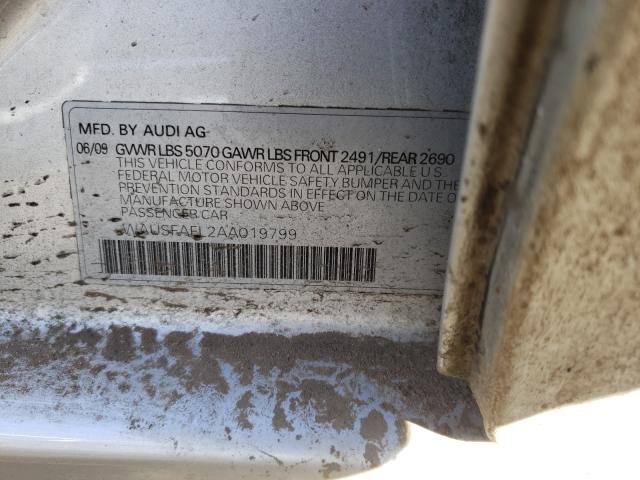 MFD. BY AUDI AG
06/09 GVWR LBS 5070 GAWR LBS FRONT 2491/REAR 2690
THIS VEHICLE CONFORMS TO ALL APPLICABLE U S
FEDERAL MOTOR VEHICLE SAFETY BUMPER AND THE
PREVENTION STANDARDS IN EFFECT ON THE DATE O
MANUFACTURE SHOWN ABOVE
PASSENGER CAR
WAUSFAFL2AA019799